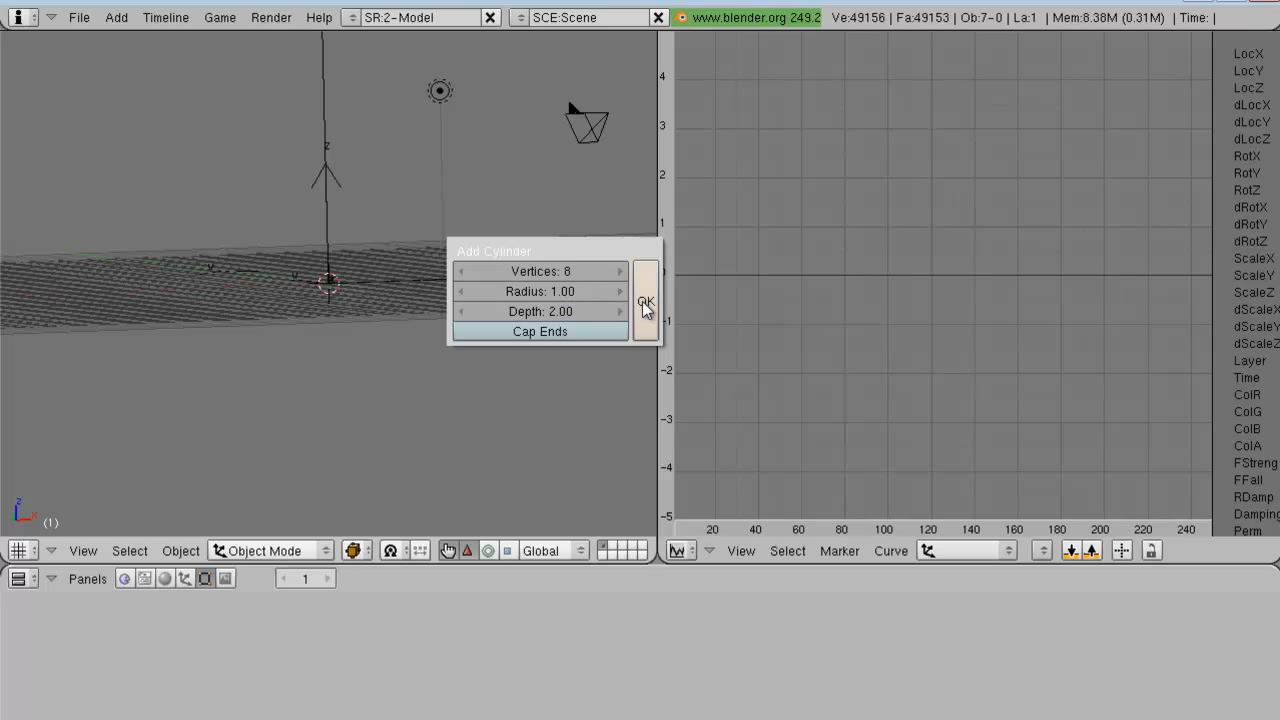 File Add Timeline Game Render Help SR:2-Model SCE:Scene www.blender.org 249.2 Ve:49156 | Fa:49153 | Ob:7-0 | La:1 | Mem:8.38M (0.31M) | Time: |
z
Add Cylinder
Vertices: 8
Radius: 1.00
Depth: 2.00
Cap Ends
OK
z
x
(1)
4
3
2
1
0
-1
-2
-3
-4
-5
20 40 60 80 100 120 140 160 180 200 220 240
LocX
LocY
LocZ
dLocX
dLocY
dLocZ
RotX
RotY
RotZ
dRotX
dRotY
dRotZ
ScaleX
ScaleY
ScaleZ
dScaleX
dScaleY
dScaleZ
Layer
Time
ColR
ColG
ColB
ColA
FStreng
FFall
RDamp
Damping
Perm
View Select Object Object Mode Global
View Select Marker Curve
Panels 1